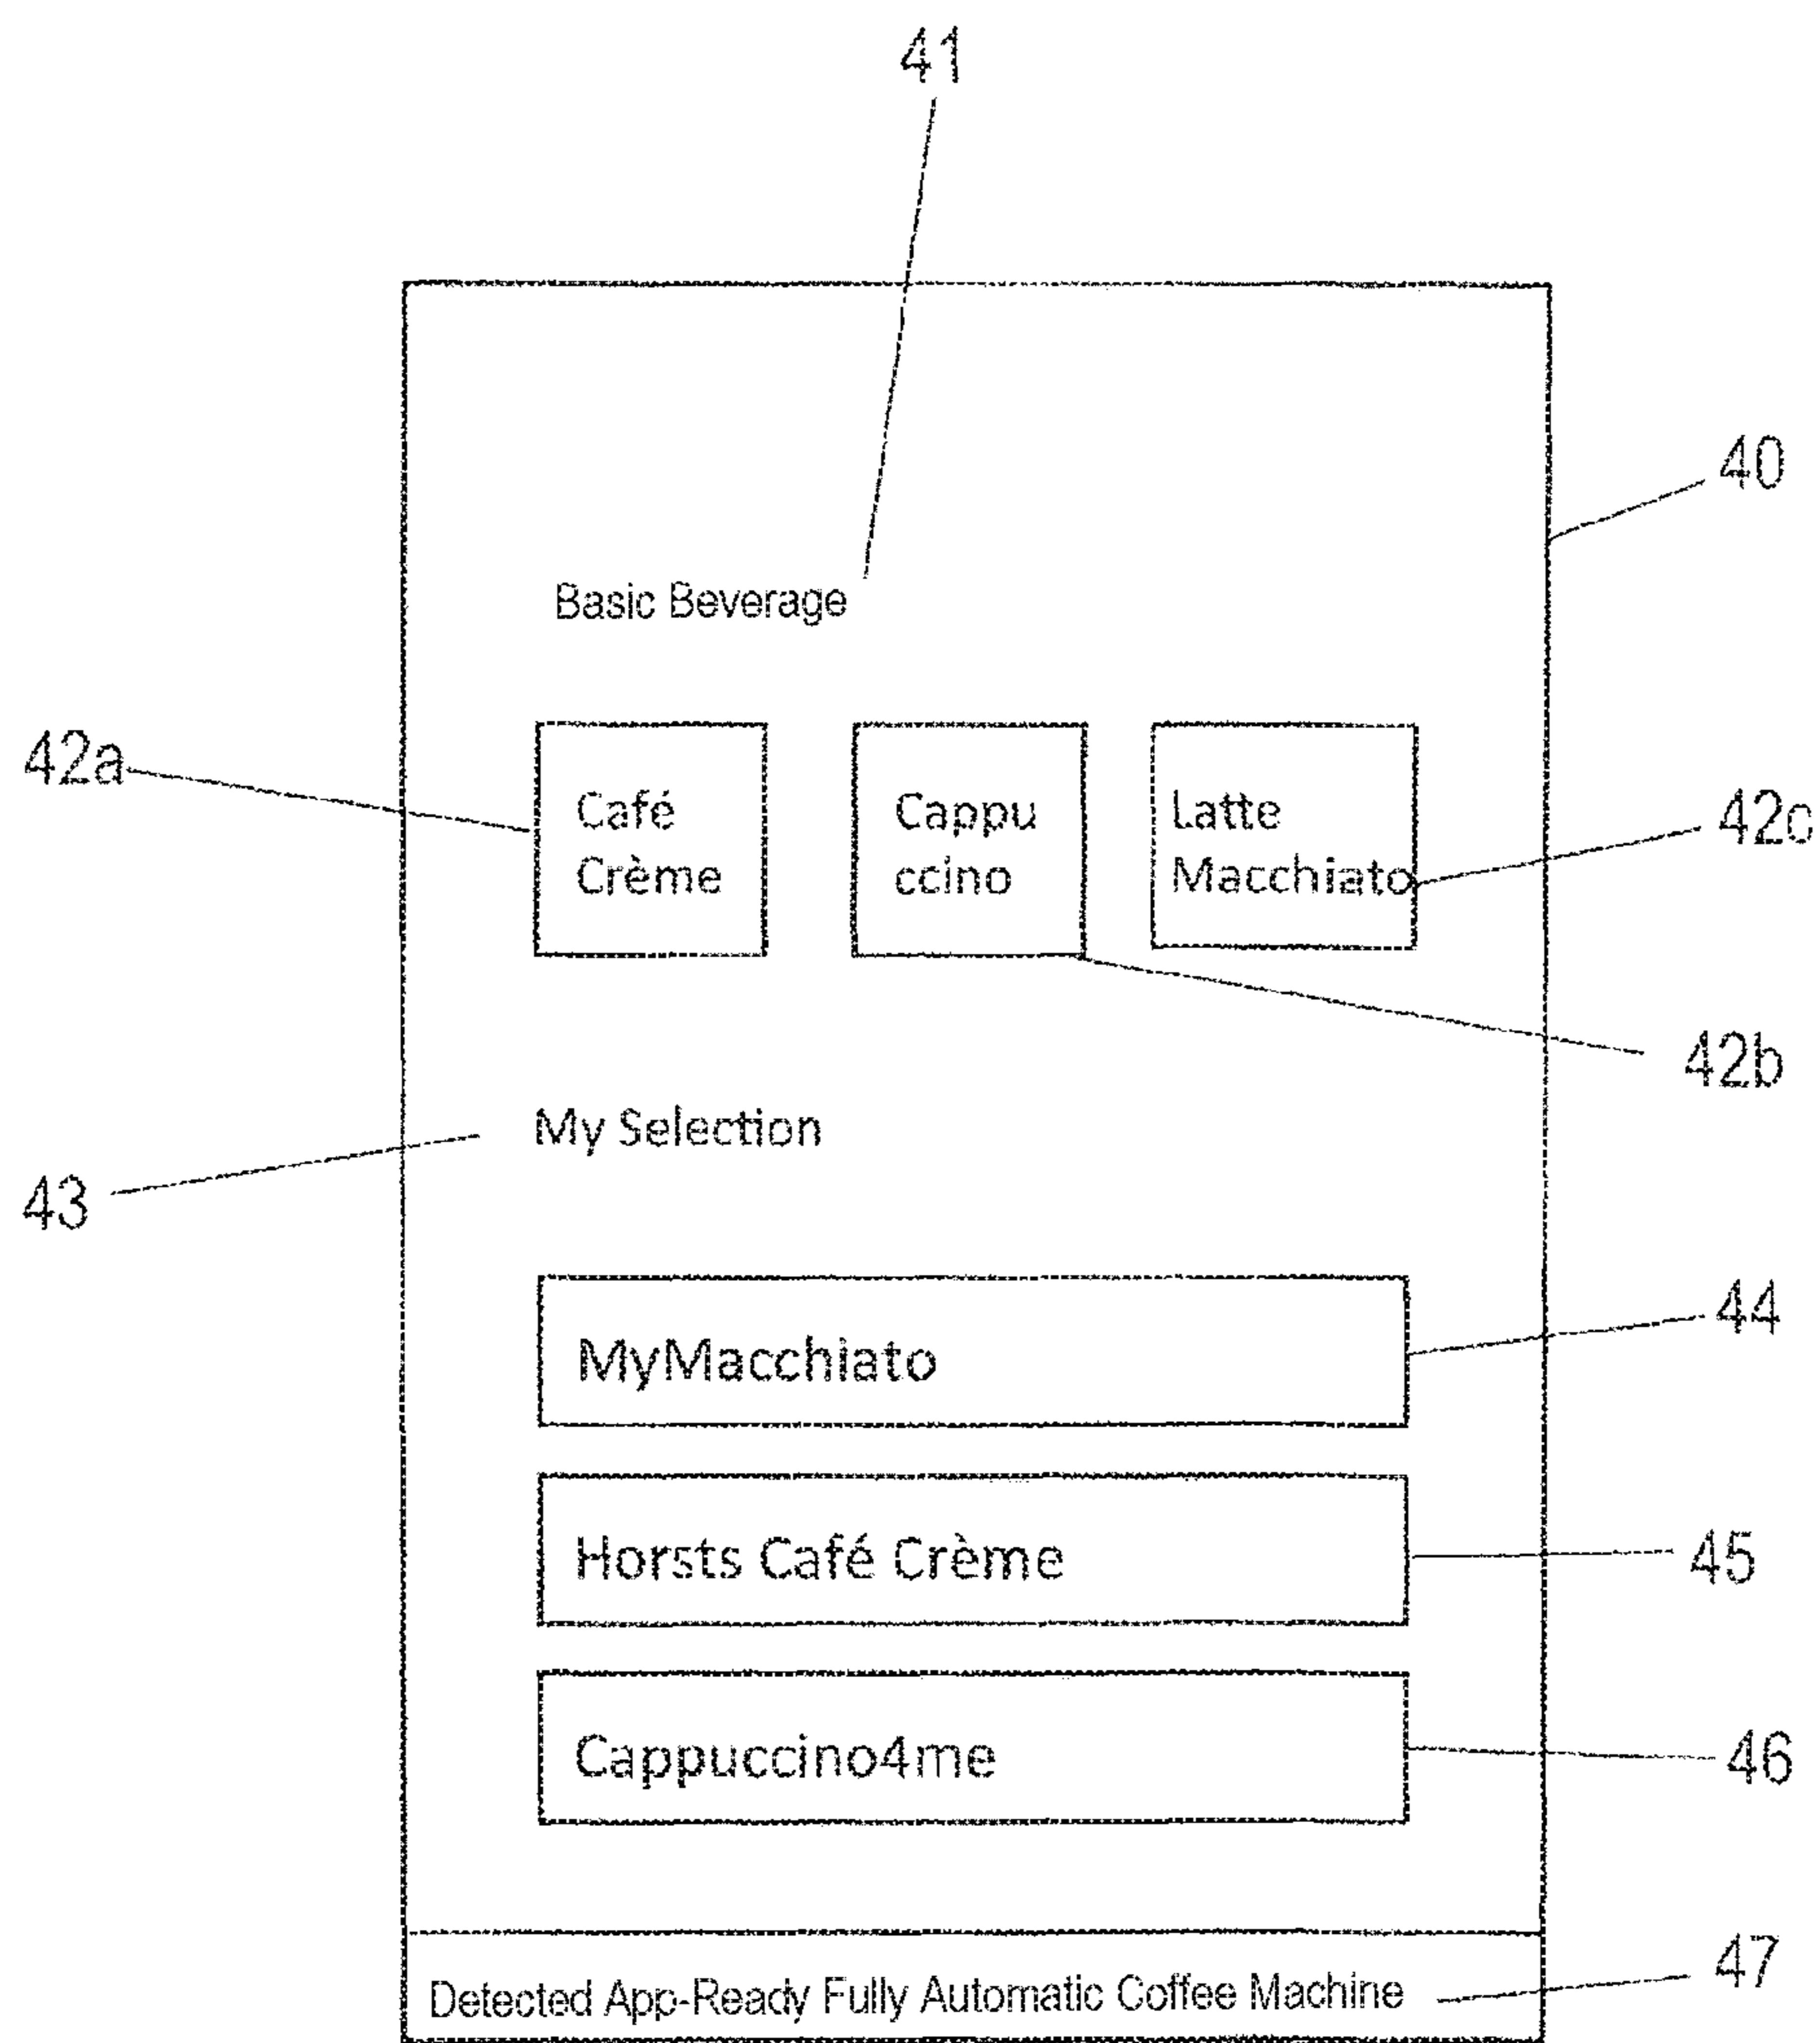 41
40
Basic Beverage
42a
Café
Crème
Cappu
ccino
Latte
Macchiato
42c
42b
My Selection
43
MyMacchiato
44
Horsts Café Crème
45
Cappuccino4me
46
Detected App-Ready Fully Automatic Coffee Machine
47